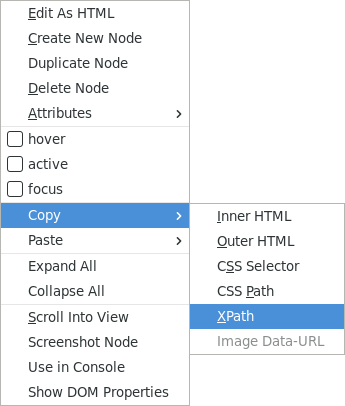 Edit As HTML
Create New Node
Duplicate Node
Delete Node
Attributes
hover
active
focus
Copy
Paste
Expand All
Collapse All
Scroll Into View
Screenshot Node
Use in Console
Show DOM Properties
Inner HTML
Outer HTML
CSS Selector
CSS Path
XPath
Image Data-URL